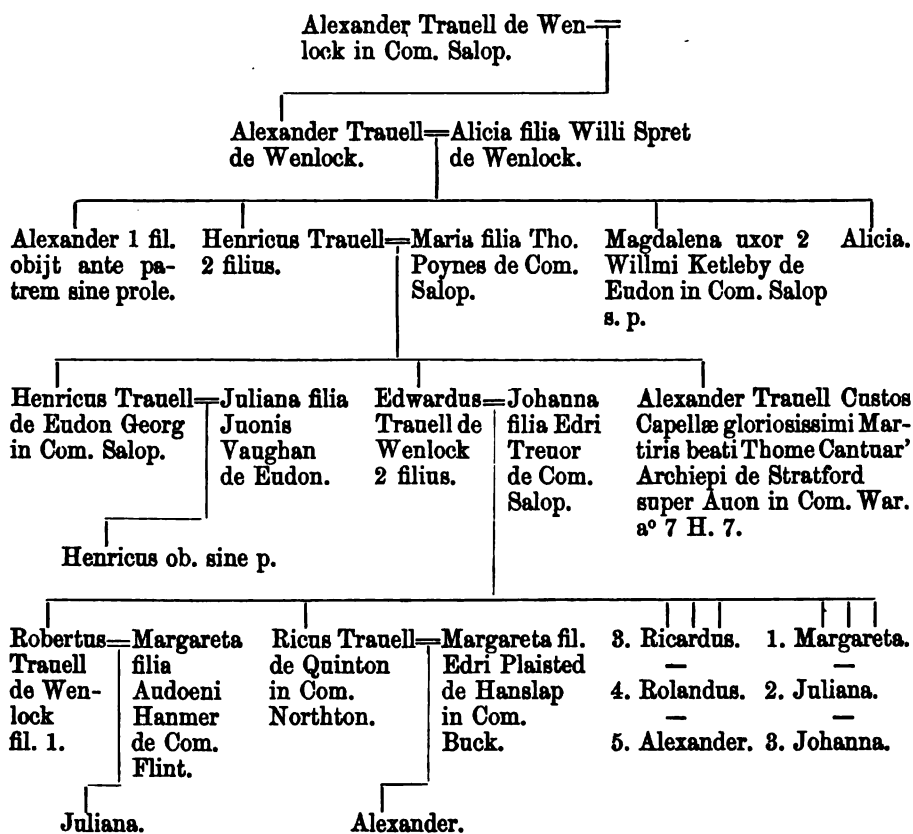 Alexander Trauell de Wen-
lock in Com. Salop.
Alexander Trauell
de Wenlock.
Alicia filia Willi Spret
de Wenlock.
Alexander 1 fil.
obijt ante pa-
trem sine prole.
Henricus Trauell
2 filius.
Maria filia Tho.
Poynes de Com.
Salop.
Magdalena uxor 2
Willmi Ketleby de
Eudon in Com. Salop
s. p.
Alicia.
Henricus Trauell
de Eudon Georg
in Com. Salop.
Juliana filia
Juonis
Vaughan
de Eudon.
Edwardus
Trauell de
Wenlock
2 filius.
Johanna
filia Edri
Treuor
de Com.
Salop.
Alexander Trauell Custos
Capellæ gloriosissimi Mar-
tiris beati Thome Cantuar'
Archiepi de Stratford
super Auon in Com. War.
aº 7 H. 7.
Henricus ob. sine p.
Robertus
Trauell
de Wen-
lock
fil. 1.
Margareta
filia
Audoeni
Hanmer
de Com.
Flint.
Ricus Trauell
de Quinton
in Com.
Northton.
Margareta fil.
Edri Plaisted
de Hanslap
in Com.
Buck.
3. Ricardus.
4. Rolandus.
5. Alexander.
1. Margareta.
2. Juliana.
3. Johanna.
Juliana.
Alexander.